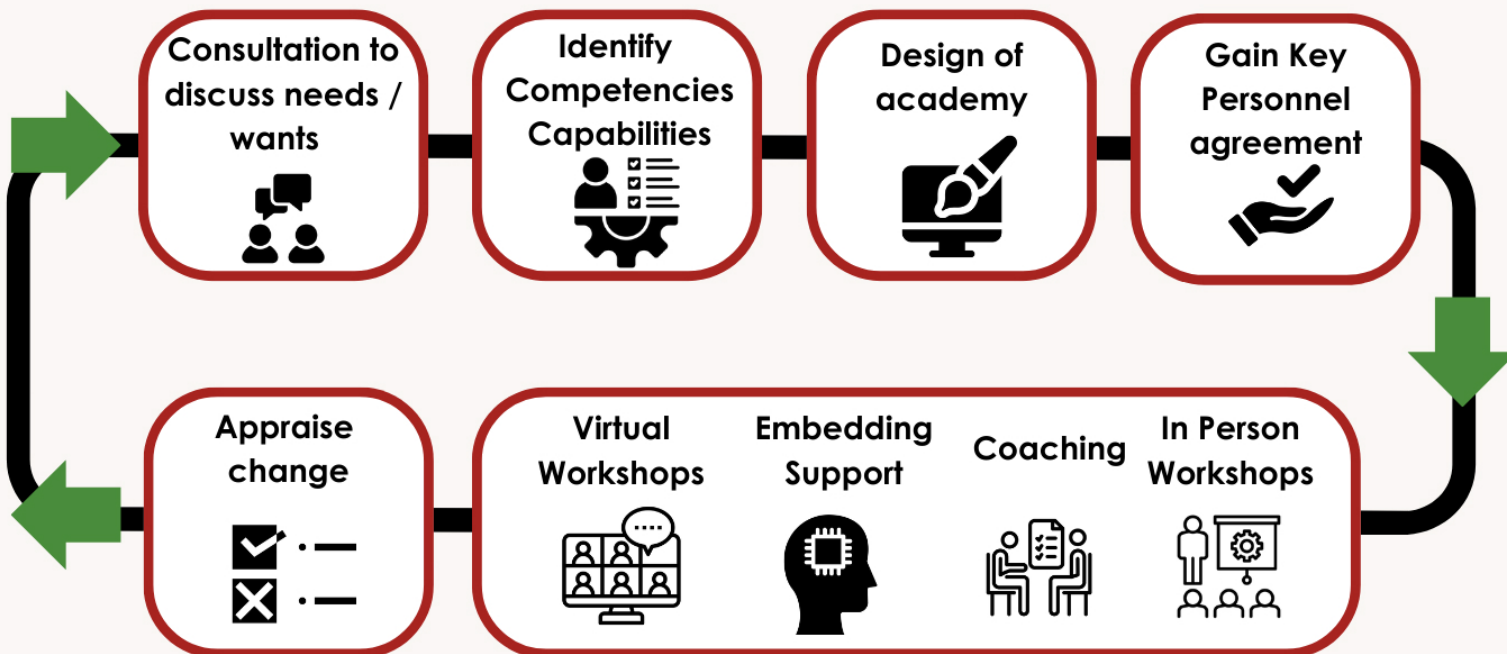 Consultation to
discuss needs /
wants
Identify
Competencies
Capabilities
Design of
academy
Gain Key
Personnel
agreement
Appraise
change
Virtual
Workshops
Embedding
Support
Coaching
In Person
Workshops